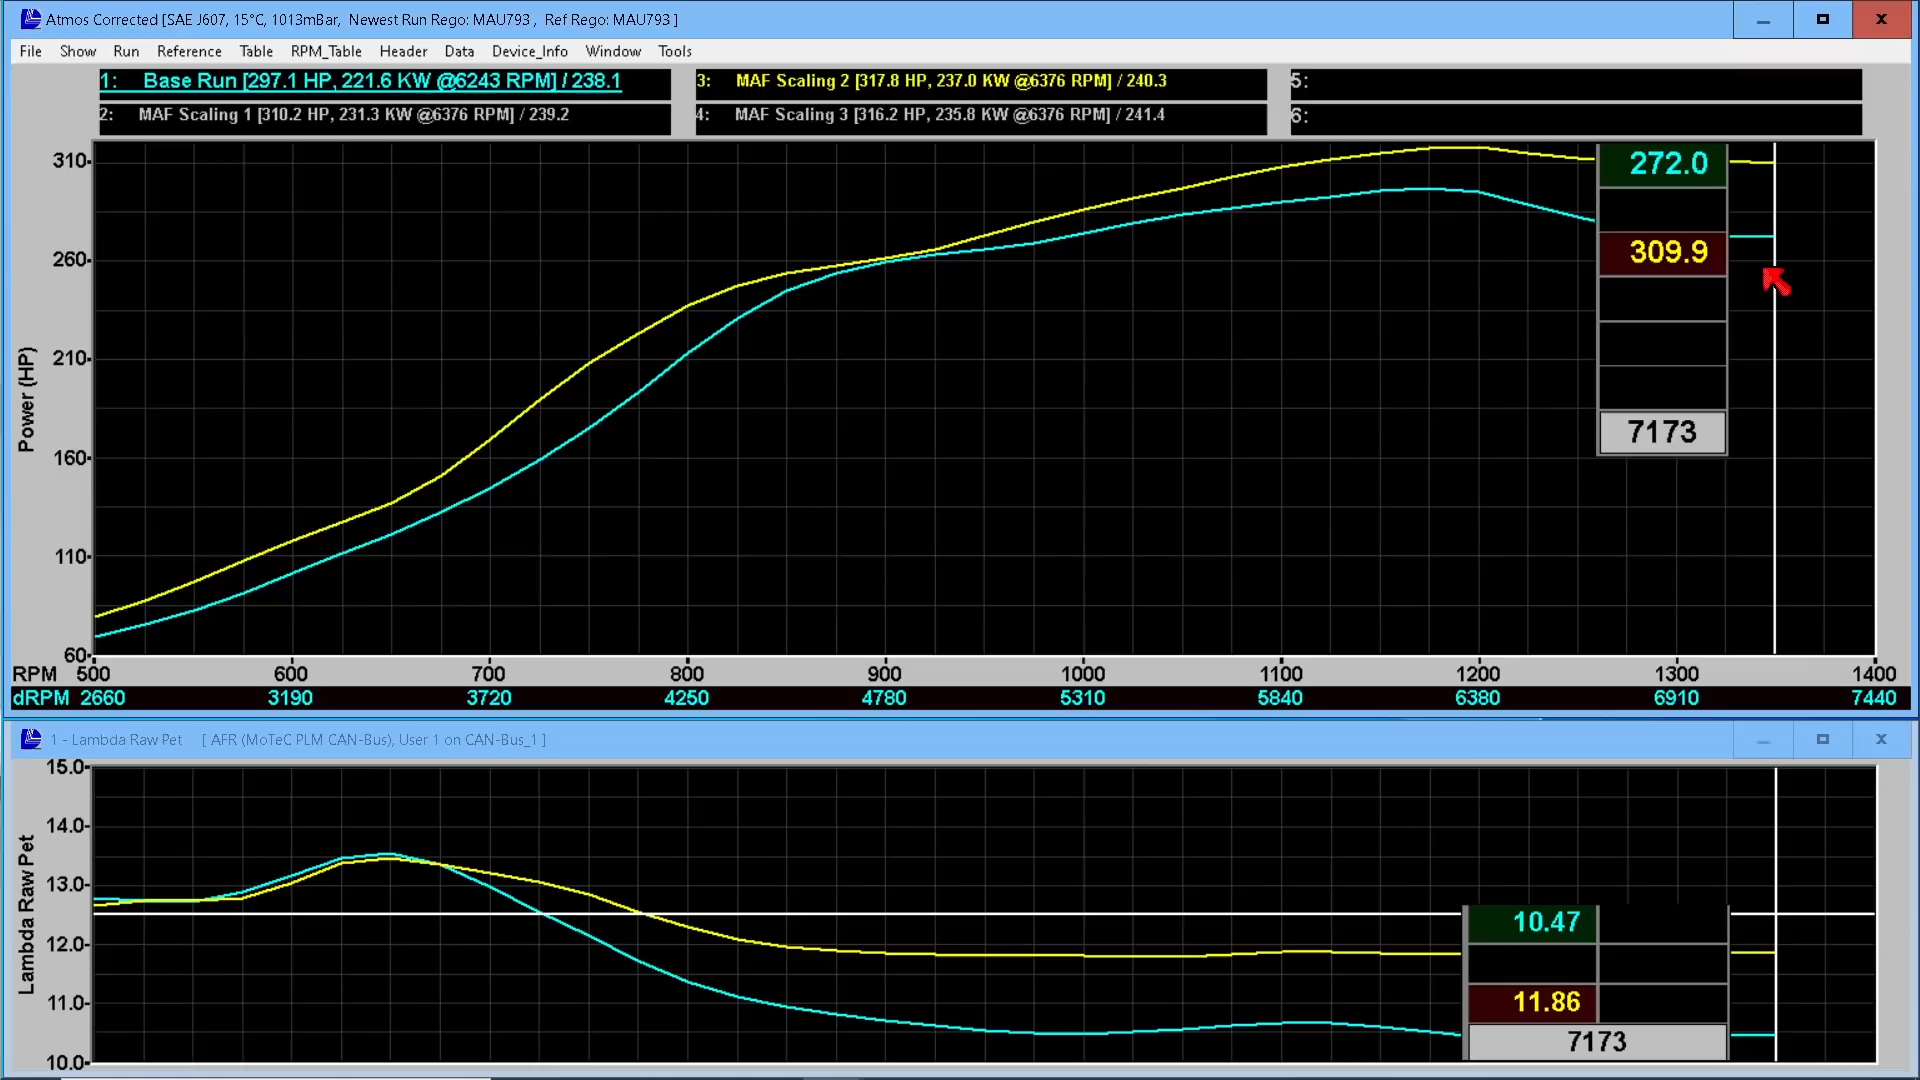 Atmos Corrected [SAE J607, 15°C, 1013mBar, Newest Run Rego: MAU793 , Ref Rego: MAU793 ]
File Show Run Reference Table RPM_Table Header Data Device_Info Window Tools
1: Base Run [297.1 HP, 221.6 KW @6243 RPM] / 238.1
3: MAF Scaling 2 [317.8 HP, 237.0 KW @6376 RPM] / 240.3
5:
2: MAF Scaling 1 [310.2 HP, 231.3 KW @6376 RPM] / 239.2
4: MAF Scaling 3 [316.2 HP, 235.8 KW @6376 RPM] / 241.4
6:
310
260
210
160
110
60
Power (HP)
272.0
309.9
7173
RPM 500 600 700 800 900 1000 1100 1200 1300 1400
dRPM 2660 3190 3720 4250 4780 5310 5840 6380 6910 7440
1 - Lambda Raw Pet [ AFR (MoTeC PLM CAN-Bus), User 1 on CAN-Bus_1 ]
15.0
14.0
13.0
12.0
11.0
10.0
Lambda Raw Pet
10.47
11.86
7173